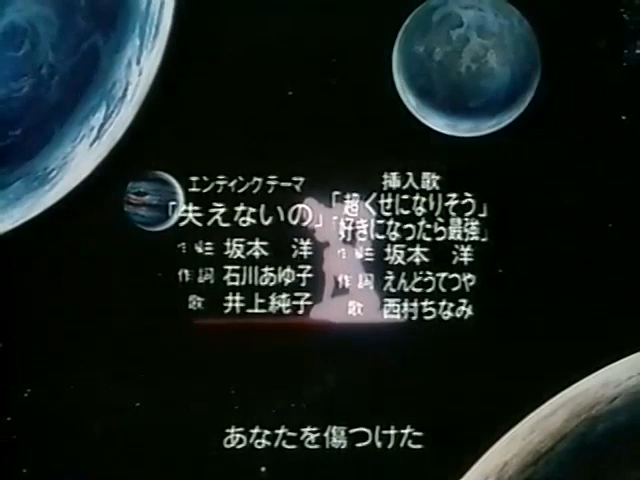 エンディングテーマ
「失えないの」
作曲 坂本 洋
作詞 石川あゆ子
歌 井上純子
挿入歌
「超くせになりそう」
「好きになったら最強」
作曲 坂本 洋
作詞 えんどうてつや
歌 西村ちなみ
あなたを傷つけた